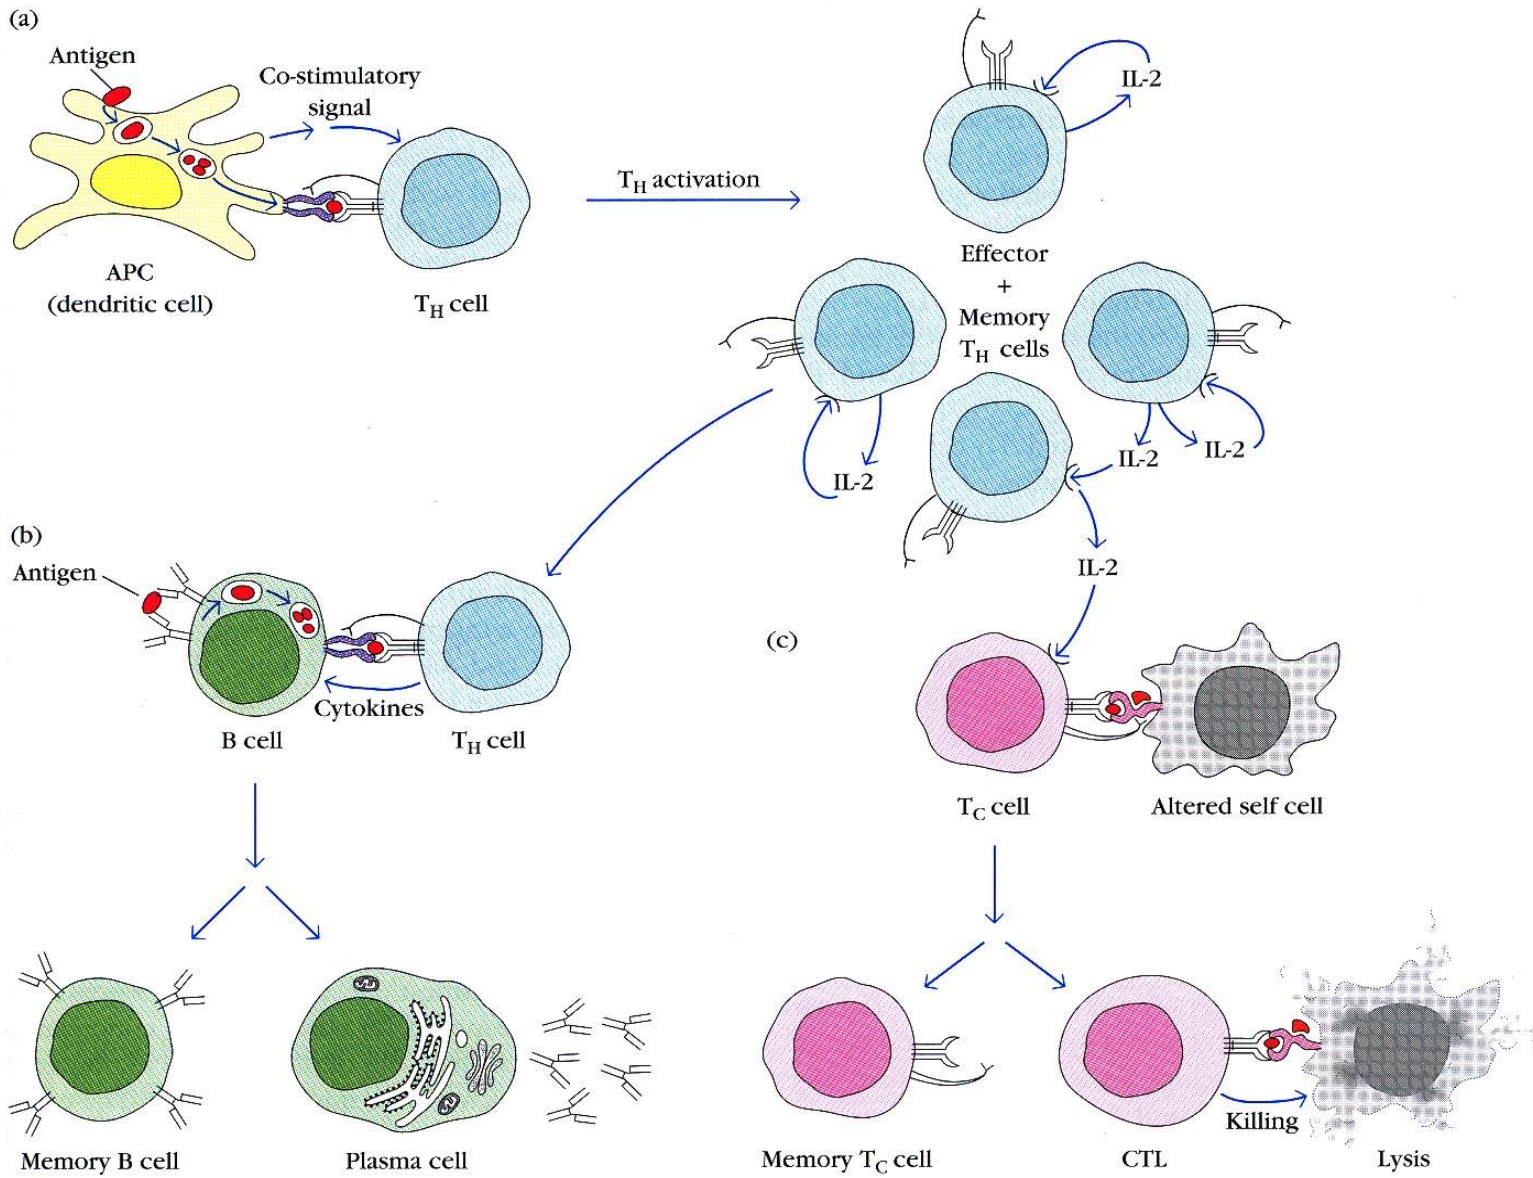 (a)
Antigen
Co-stimulatory
signal
APC
(dendritic cell)
TH cell
TH activation
IL-2
Effector
+
Memory
TH cells
IL-2
IL-2
IL-2
IL-2
(b)
Antigen
Cytokines
B cell
TH cell
Memory B cell
Plasma cell
(c)
TC cell
Altered self cell
Memory TC cell
CTL
Killing
Lysis